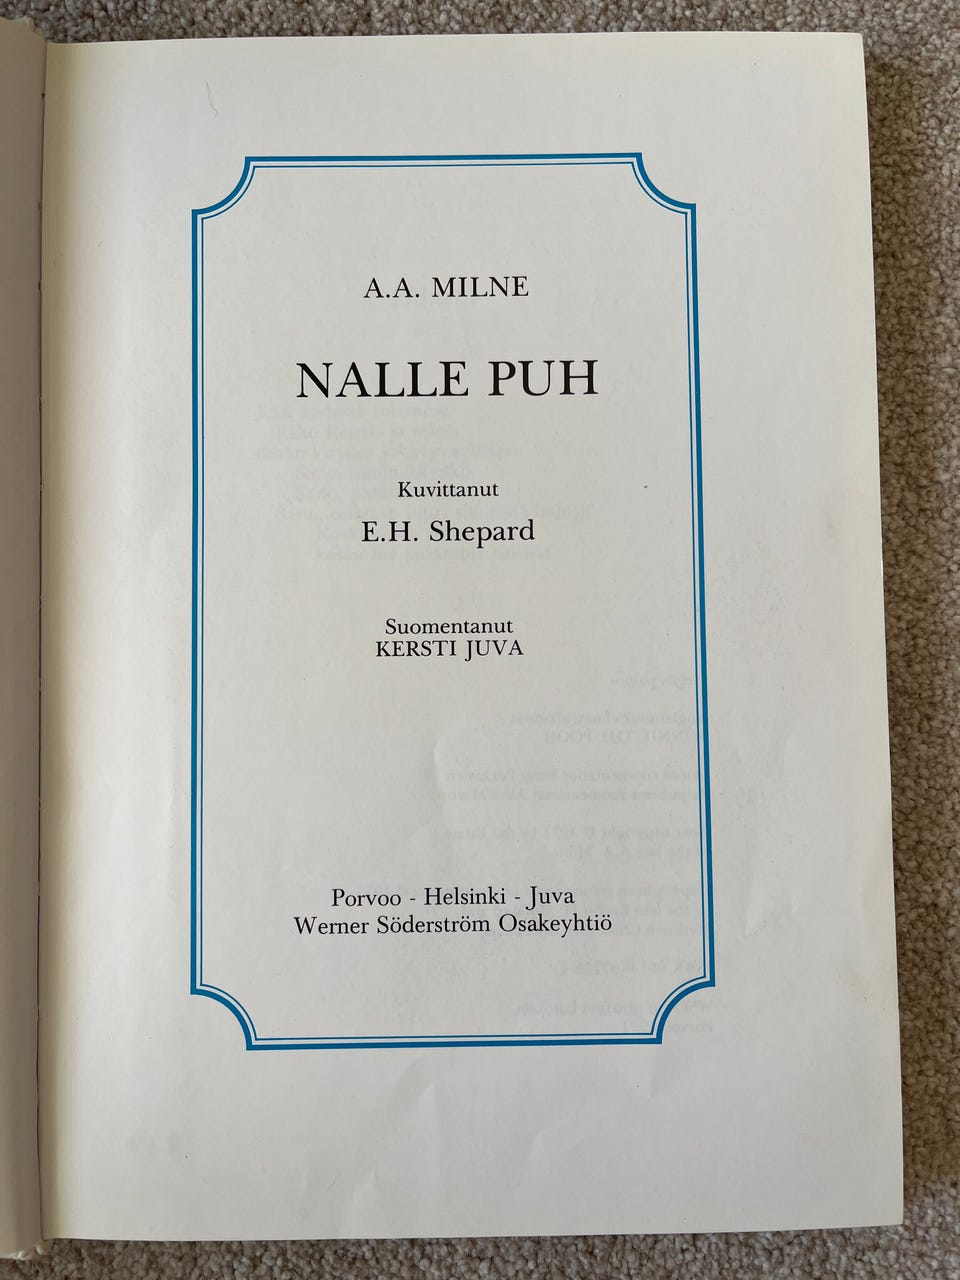 A.A. MILNE
NALLE PUH
Kuvittanut
E.H. Shepard
Suomentanut
KERSTI JUVA
Porvoo - Helsinki - Juva
Werner Söderström Osakeyhtiö